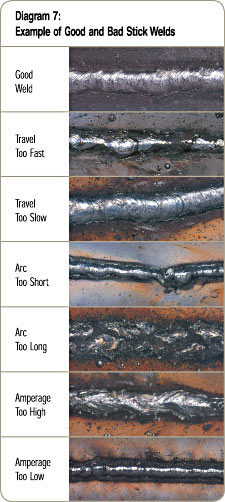 Diagram 7:
Example of Good and Bad Stick Welds
Good
Weld
Travel
Too Fast
Travel
Too Slow
Arc
Too Short
Arc
Too Long
Amperage
Too High
Amperage
Too Low